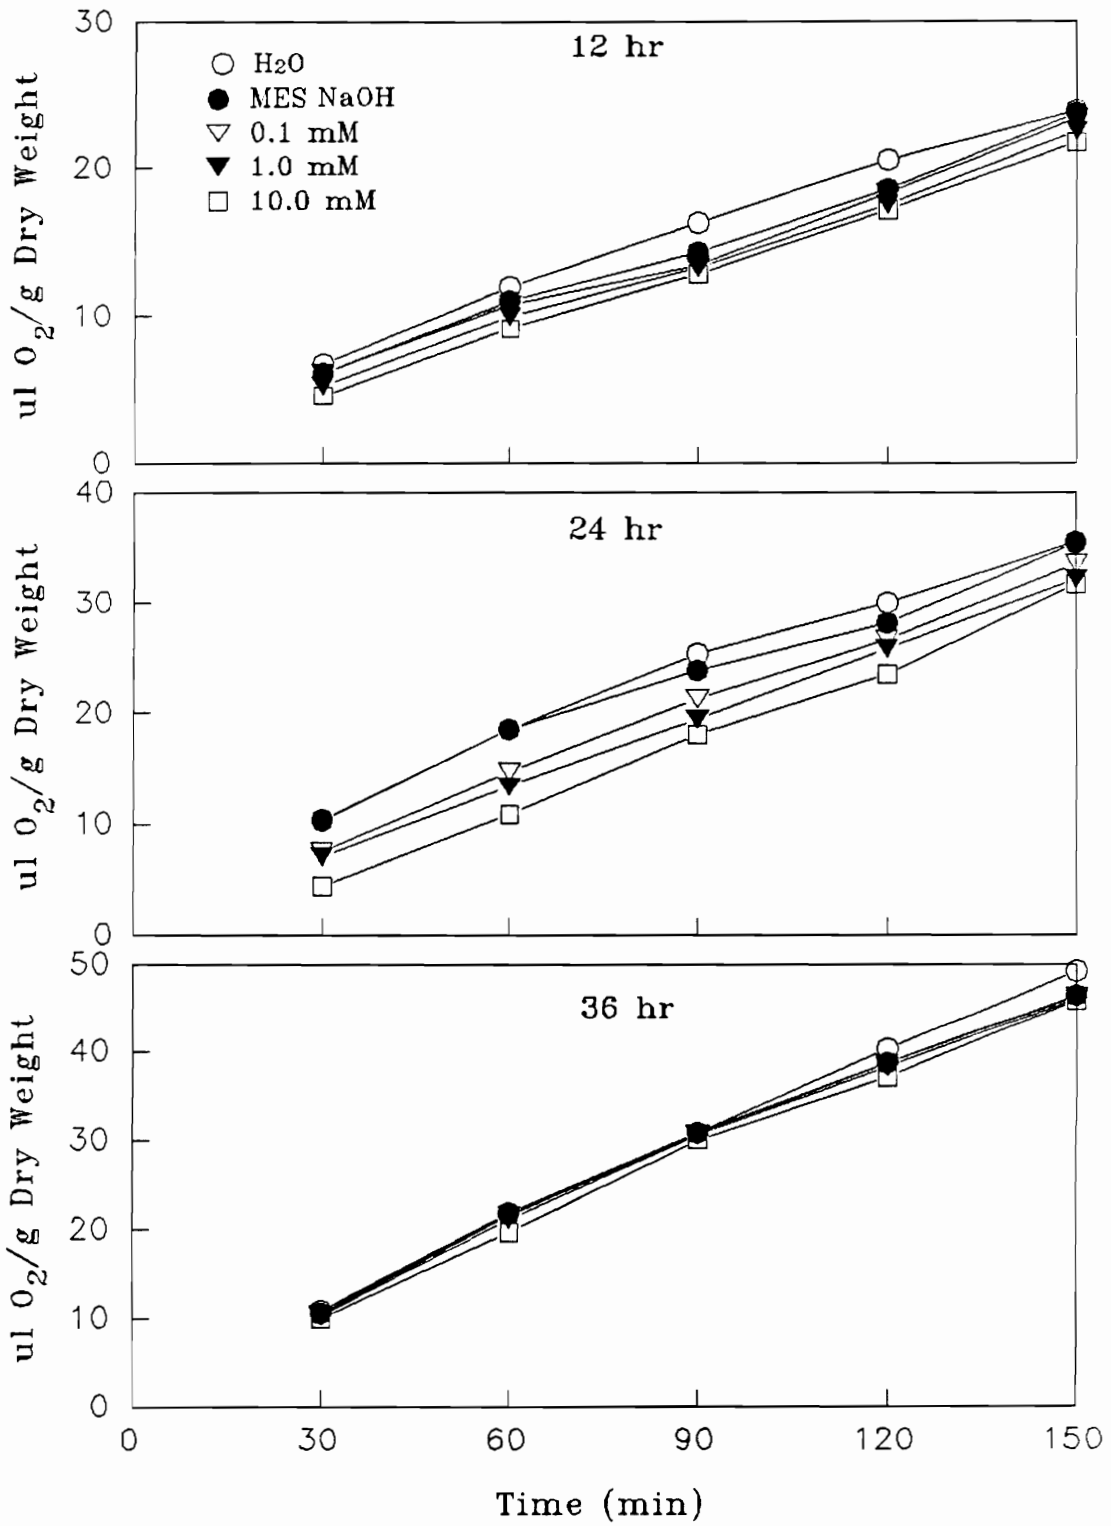 30
20
10
0
ul O2/g Dry Weight
12 hr
H2O
MES NaOH
0.1 mM
1.0 mM
10.0 mM
40
30
20
10
0
ul O2/g Dry Weight
24 hr
50
40
30
20
10
0
ul O2/g Dry Weight
36 hr
0 30 60 90 120 150
Time (min)